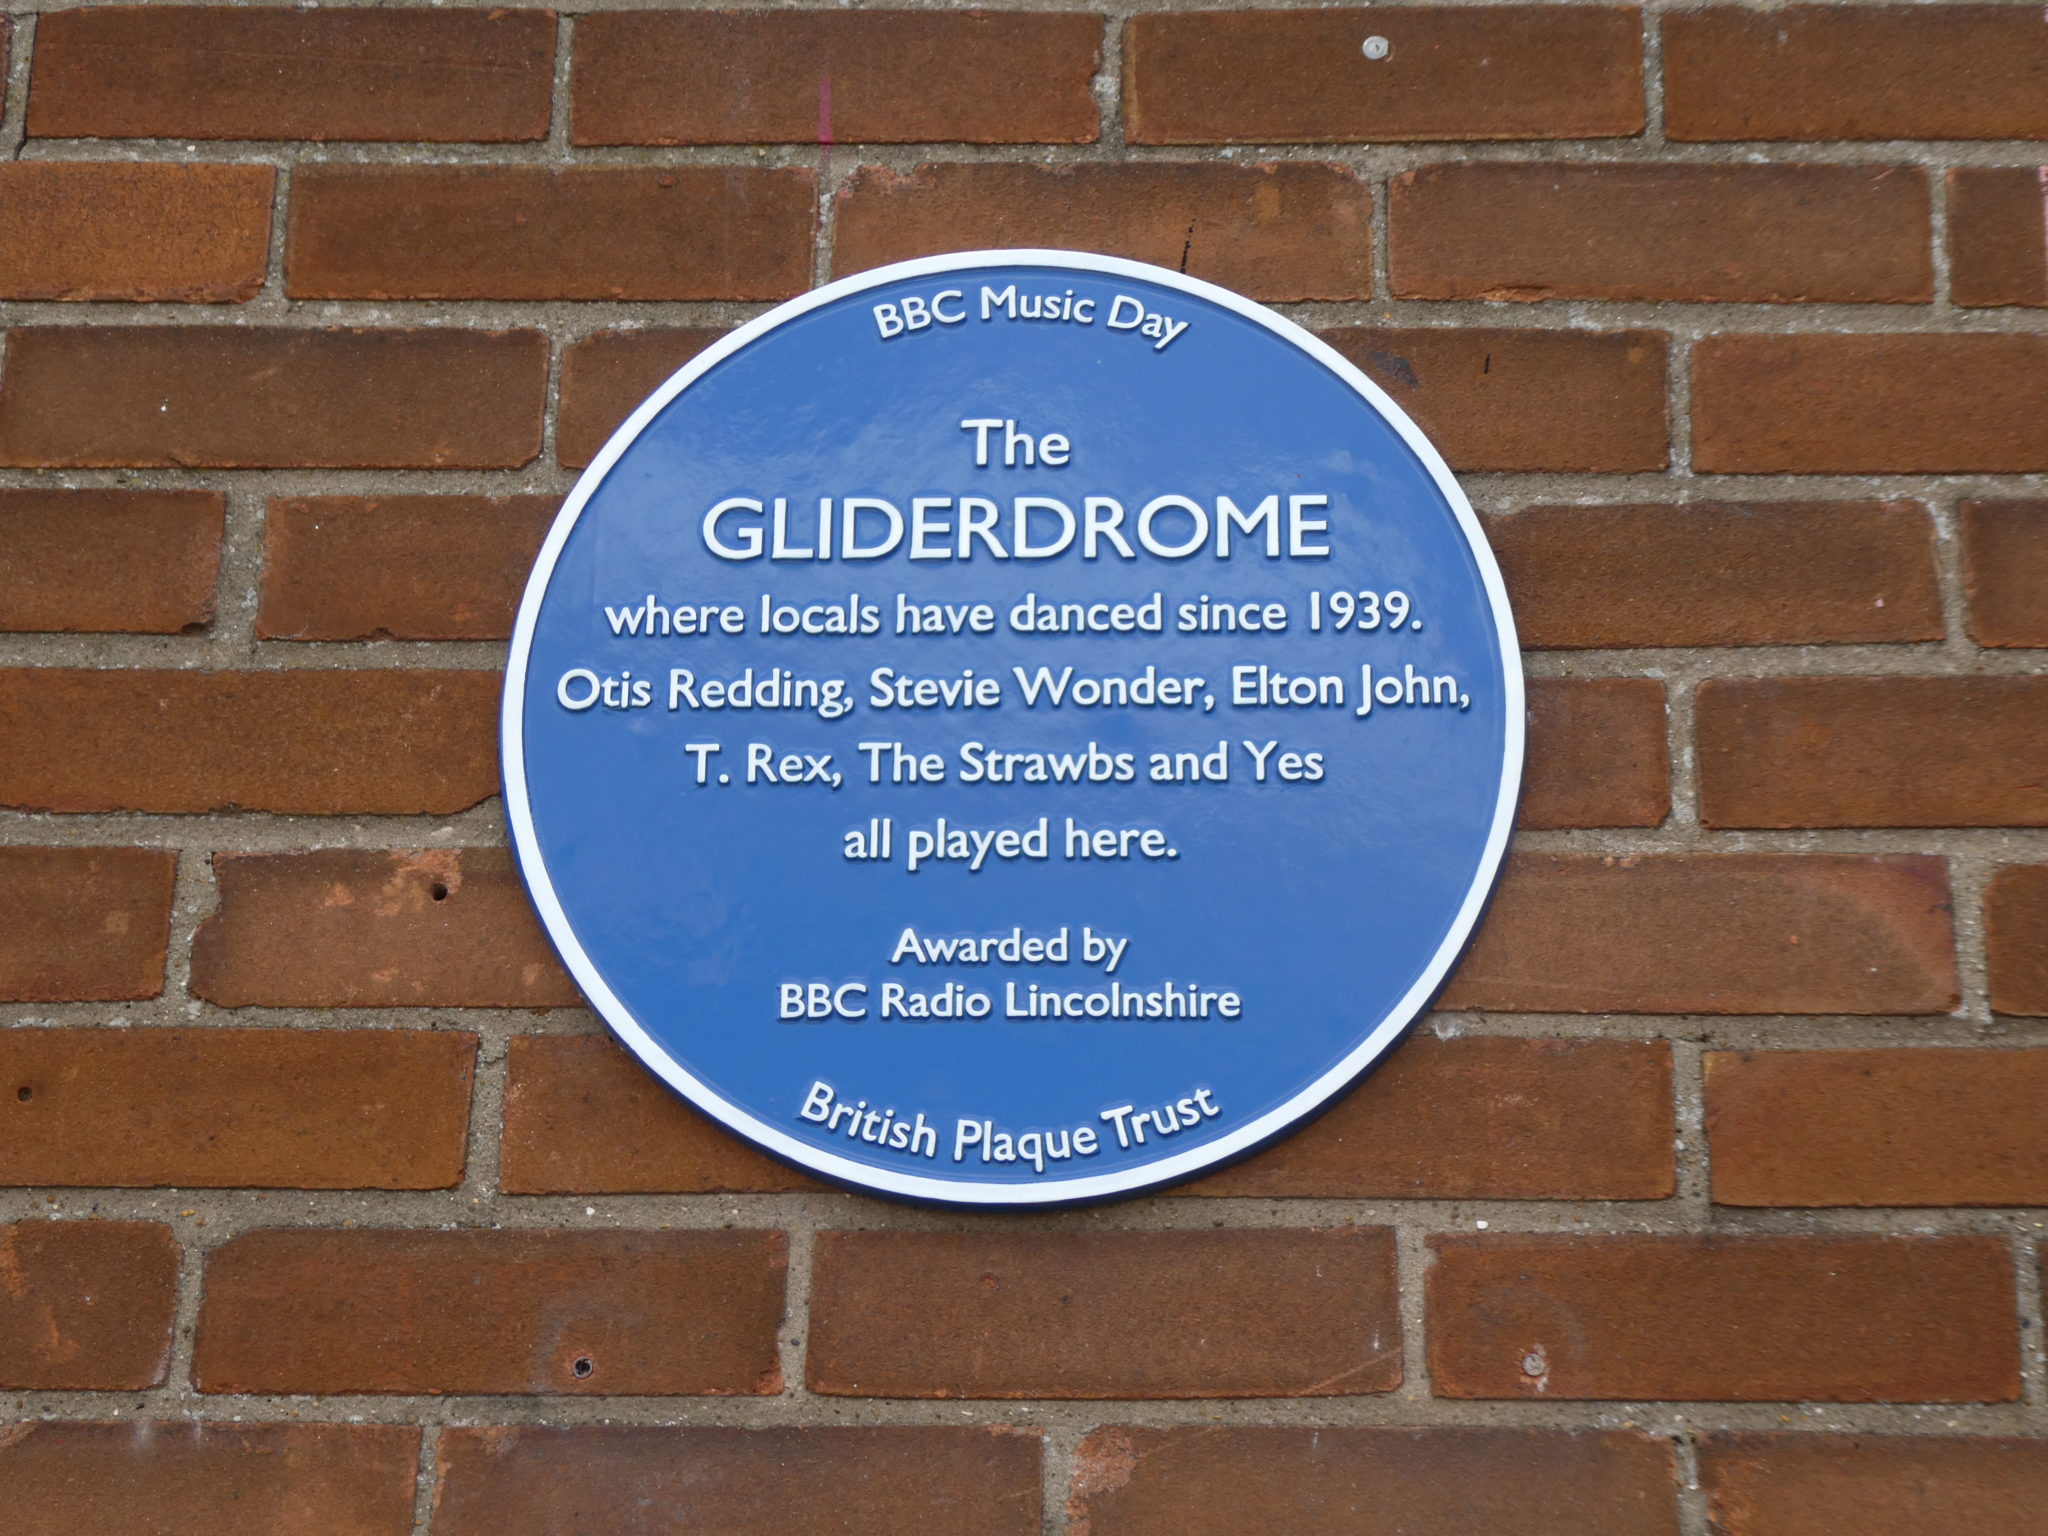 BBC Music Day
The
GLIDERDROME
where locals have danced since 1939.
Otis Redding, Stevie Wonder, Elton John,
T. Rex, The Strawbs and Yes
all played here.
Awarded by
BBC Radio Lincolnshire
British Plaque Trust